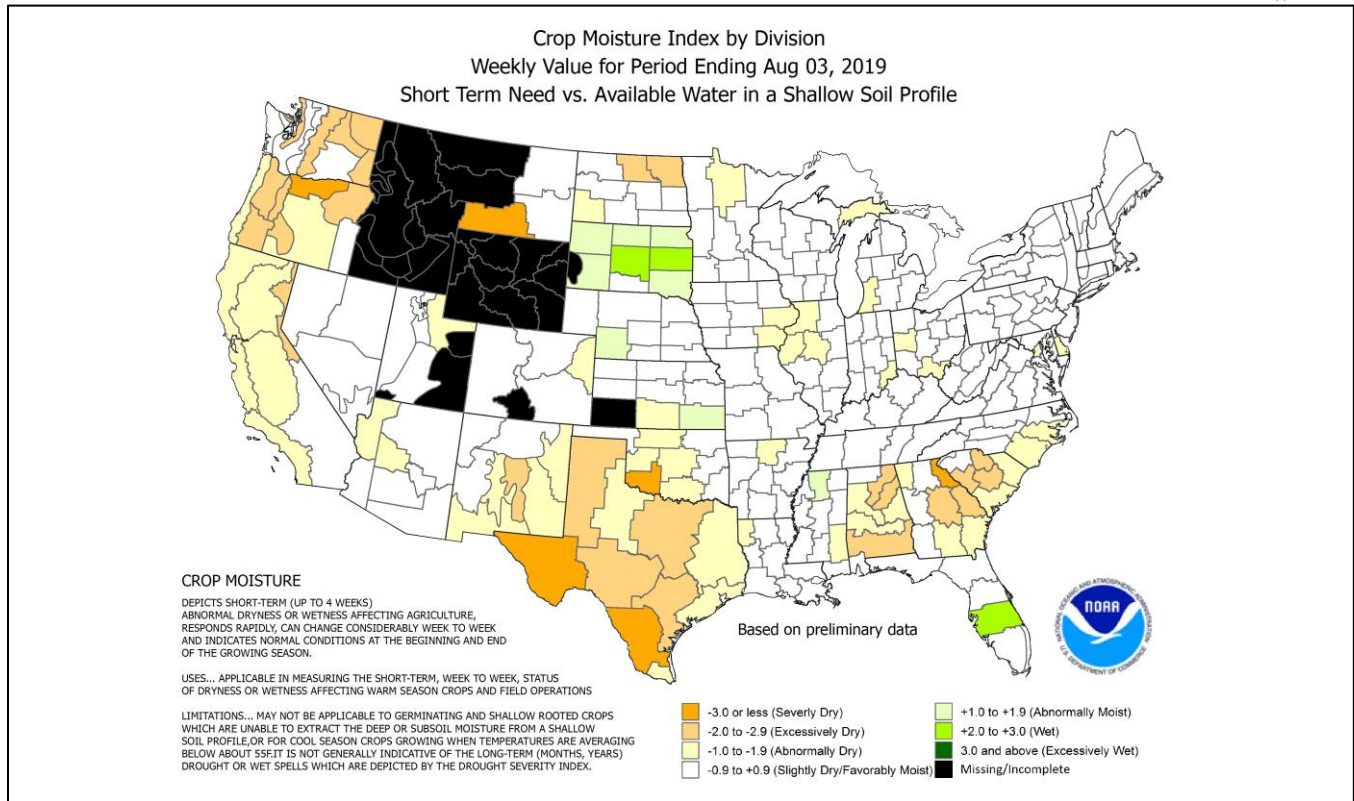 Crop Moisture Index by Division
Weekly Value for Period Ending Aug 03, 2019
Short Term Need vs. Available Water in a Shallow Soil Profile
CROP MOISTURE
DEPICTS SHORT-TERM (UP TO 4 WEEKS)
ABNORMAL DRYNESS OR WETNESS AFFECTING AGRICULTURE,
RESPONDS RAPIDLY, CAN CHANGE CONSIDERABLY WEEK TO WEEK
AND INDICATES NORMAL CONDITIONS AT THE BEGINNING AND END
OF THE GROWING SEASON.
USES... APPLICABLE IN MEASURING THE SHORT-TERM, WEEK TO WEEK, STATUS
OF DRYNESS OR WETNESS AFFECTING WARM SEASON CROPS AND FIELD OPERATIONS
LIMITATIONS... MAY NOT BE APPLICABLE TO GERMINATING AND SHALLOW ROOTED CROPS
WHICH ARE UNABLE TO EXTRACT THE DEEP OR SUBSOIL MOISTURE FROM A SHALLOW
SOIL PROFILE,OR FOR COOL SEASON CROPS GROWING WHEN TEMPERATURES ARE AVERAGING
BELOW ABOUT 55F.IT IS NOT GENERALLY INDICATIVE OF THE LONG-TERM (MONTHS, YEARS)
DROUGHT OR WET SPELLS WHICH ARE DEPICTED BY THE DROUGHT SEVERITY INDEX.
Based on preliminary data
NATIONAL OCEANIC AND ATMOSPHERIC ADMINISTRATION
NOAA
U.S. DEPARTMENT OF COMMERCE
-3.0 or less (Severly Dry)
-2.0 to -2.9 (Excessively Dry)
-1.0 to -1.9 (Abnormally Dry)
-0.9 to +0.9 (Slightly Dry/Favorably Moist)
+1.0 to +1.9 (Abnormally Moist)
+2.0 to +3.0 (Wet)
3.0 and above (Excessively Wet)
Missing/Incomplete